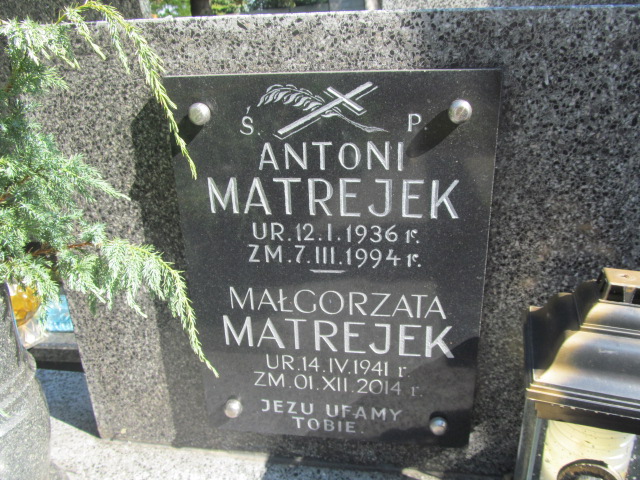 Ś. P.
ANTONI
MATREJEK
UR. 12. I. 1936 r.
ZM. 7. III. 1994 r.
MAŁGORZATA
MATREJEK
UR. 14. IV. 1941 r
ZM. 01. XII. 2014 r.
JEZU UFAMY
TOBIE.